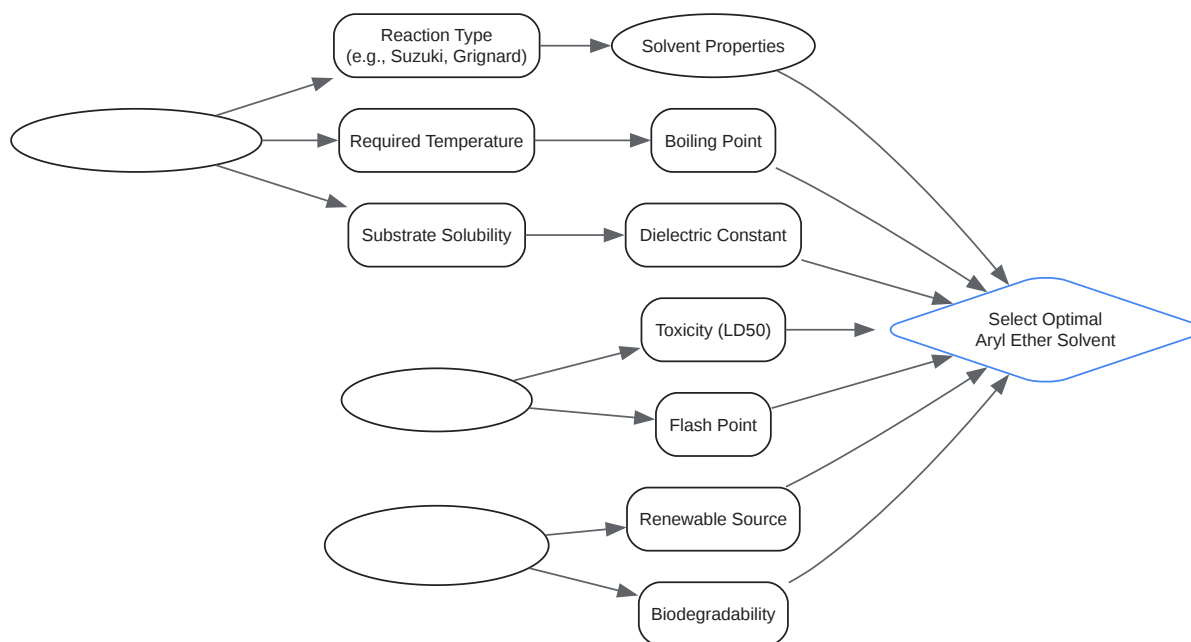 Reaction Type
(e.g., Suzuki, Grignard)
Solvent Properties
Required Temperature
Boiling Point
Substrate Solubility
Dielectric Constant
Toxicity (LD50)
Select Optimal
Aryl Ether Solvent
Flash Point
Renewable Source
Biodegradability